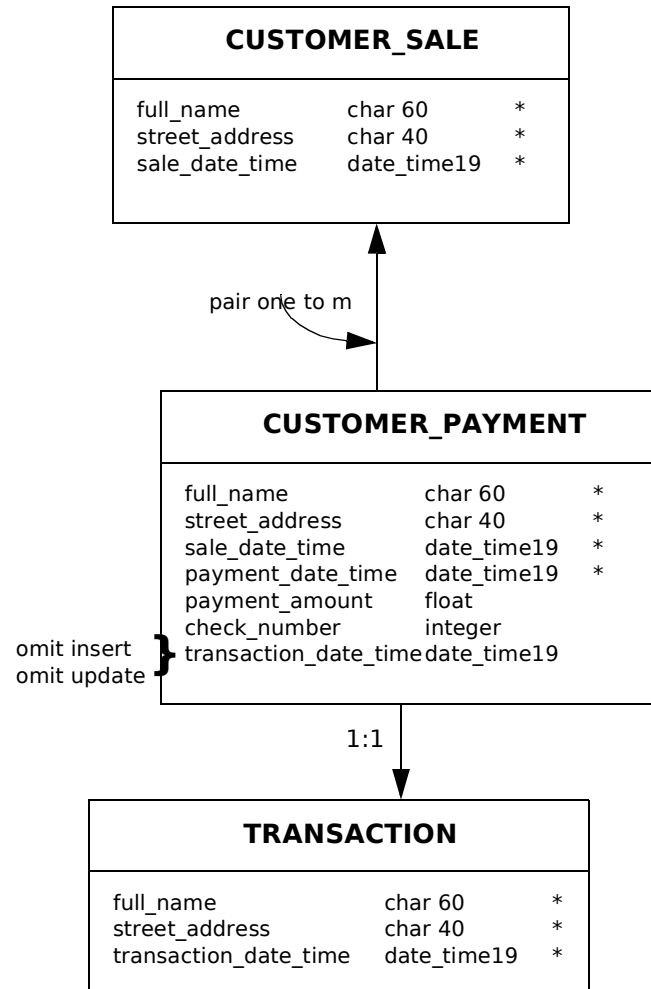 CUSTOMER_SALE
full_name char 60 *
street_address char 40 *
sale_date_time date_time19 *
pair one to m
CUSTOMER_PAYMENT
full_name char 60 *
street_address char 40 *
sale_date_time date_time19 *
payment_date_time date_time19 *
payment_amount float
check_number integer
omit insert
omit update
} transaction_date_time date_time19
1:1
TRANSACTION
full_name char 60 *
street_address char 40 *
transaction_date_time date_time19 *